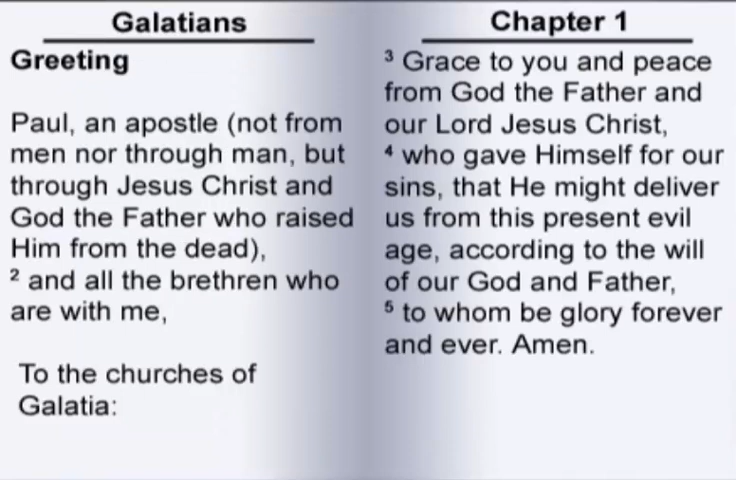 Galatians
Greeting
Paul, an apostle (not from
men nor through man, but
through Jesus Christ and
God the Father who raised
Him from the dead),
² and all the brethren who
are with me,
To the churches of
Galatia:
Chapter 1
³ Grace to you and peace
from God the Father and
our Lord Jesus Christ,
⁴ who gave Himself for our
sins, that He might deliver
us from this present evil
age, according to the will
of our God and Father,
⁵ to whom be glory forever
and ever. Amen.